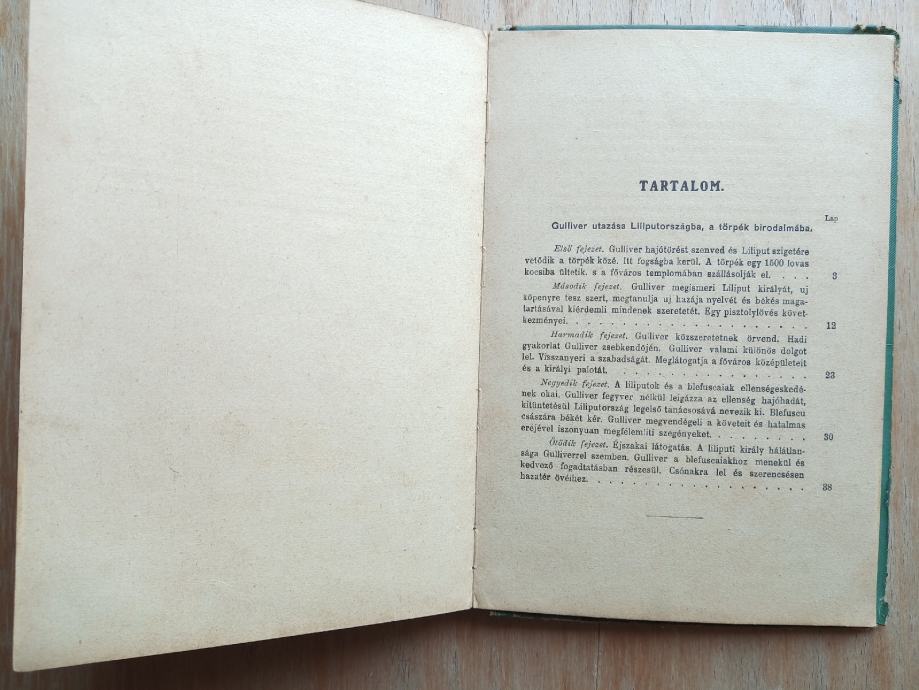 TARTALOM.
Lap
Gulliver utazása Liliputországba, a törpék birodalmába.
Első fejezet. Gulliver hajótörést szenved és Liliput szigetére
vetődik a törpék közé. Itt fogságba kerül. A törpék egy 1500 lovas
kocsiba ültetik. s a főváros templomában szállásolják el. . . . 3
Második fejezet. Gulliver megismeri Liliput királyát, uj
köpenyre tesz szert, megtanulja uj hazája nyelvét és békés maga-
tartásával kiérdemli mindenek szeretetét. Egy pisztolylövés követ-
kezményei. . . . . . . . . . . . . . . . . . 12
Harmadik fejezet. Gulliver közszeretetnek örvend. Hadi
gyakorlat Gulliver zsebkendőjén. Gulliver valami különös dolgot
lel. Visszanyeri a szabadságát. Meglátogatja a főváros középületeit
és a királyi palotát. . . . . . . . . . . . . . . 23
Negyedik fejezet. A liliputok és a blefuscaiak ellenségeskedé-
nek okai. Gulliver fegyver nélkül leigázza az ellenség hajóhadát,
kitüntetésül Liliputország legelső tanácsosává nevezik ki. Blefuscu
császára békét kér. Gulliver megvendégeli a követeit és hatalmas
erejével iszonyuan megfélemliti szegényeket. . . . . . . . 30
Ötödik fejezet. Éjszakai látogatás. A liliputi király hálátlan-
sága Gulliverrel szemben. Gulliver a blefuscaiakhoz menekül és
kedvező fogadtatásban részesül. Csónakra lel és szerencsésen
hazatér övéihez. . . . . . . . . . . . . . . . . 38